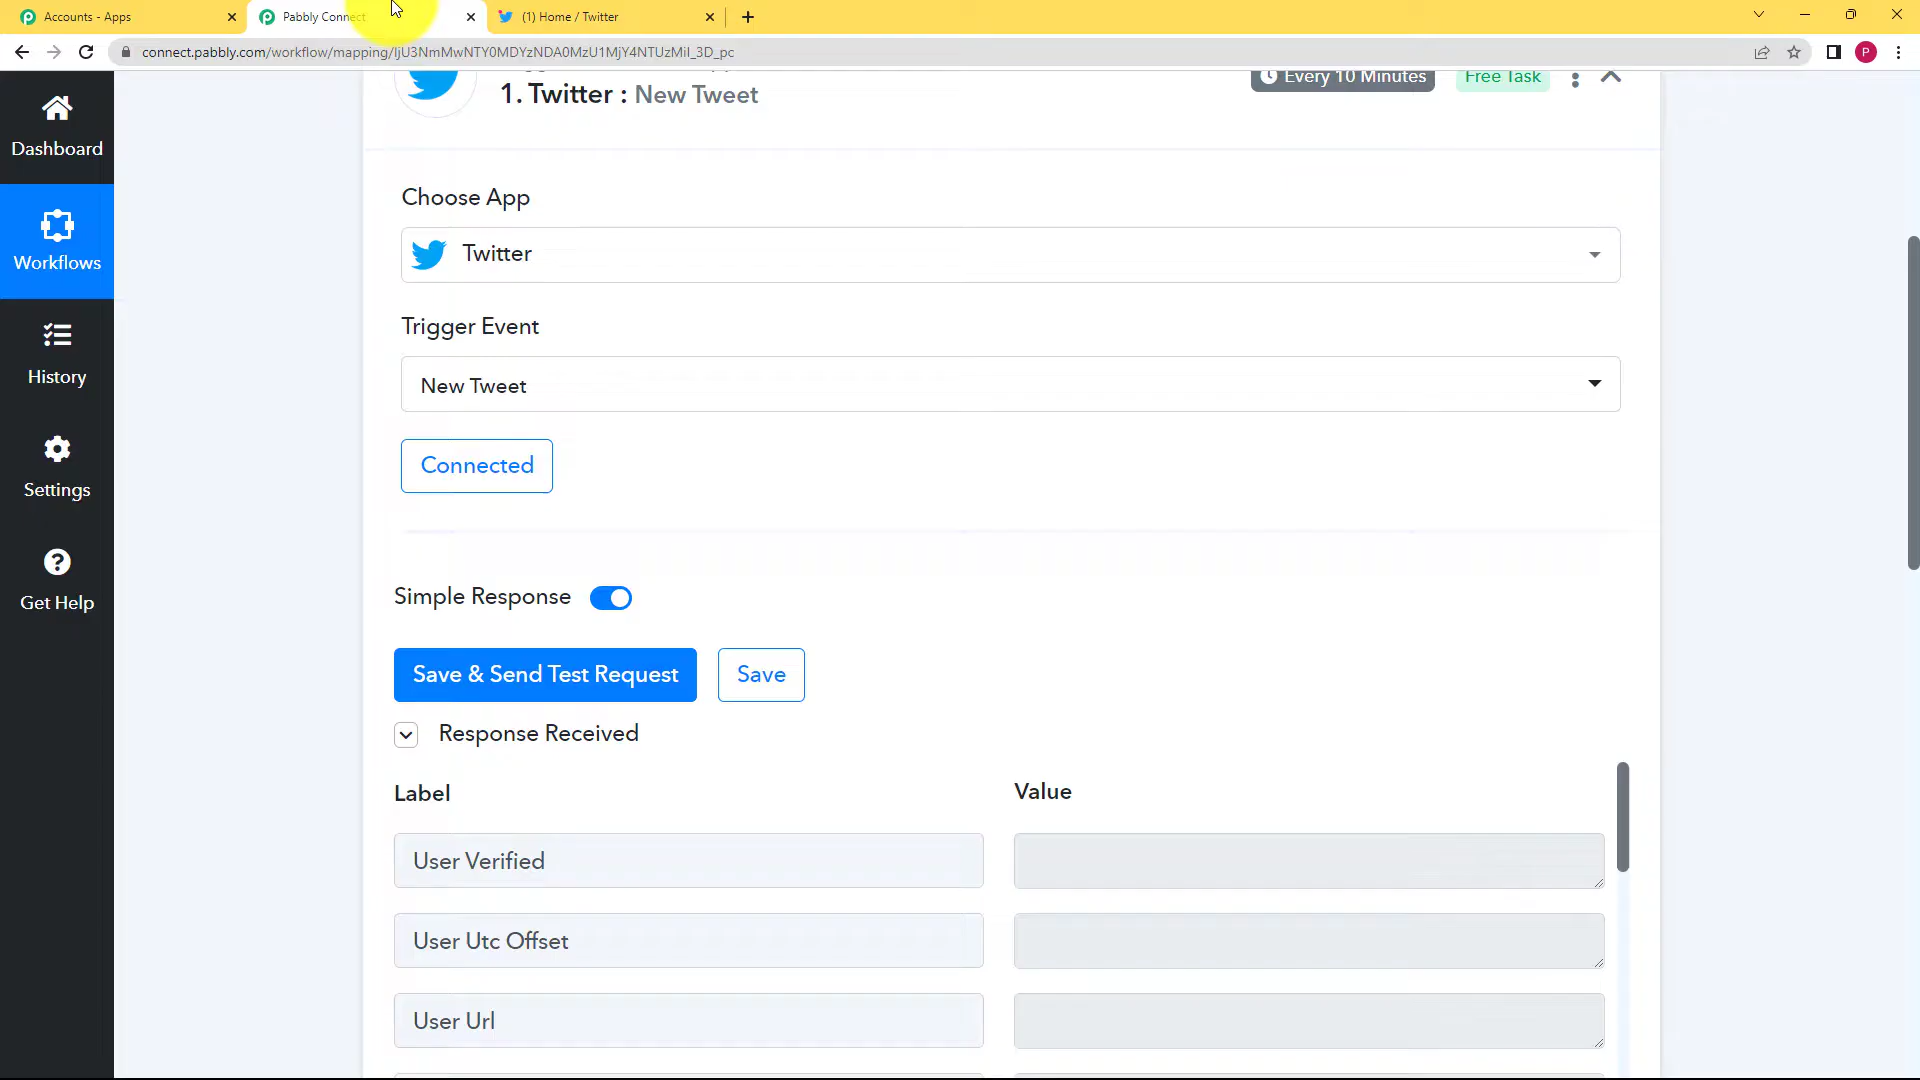 Accounts - Apps
Pabbly Connect
(1) Home / Twitter
connect.pabbly.com/workflow/mapping/IjU3NmMwNTY0MDYzNDA0MzU1MjY4NTUzMiI_3D_pc
P
1. Twitter : New Tweet
Every 10 Minutes
Free Task
Dashboard
Workflows
History
Settings
Get Help
Choose App
Twitter
Trigger Event
New Tweet
Connected
Simple Response
Save & Send Test Request
Save
Response Received
Label
Value
User Verified
User Utc Offset
User Url